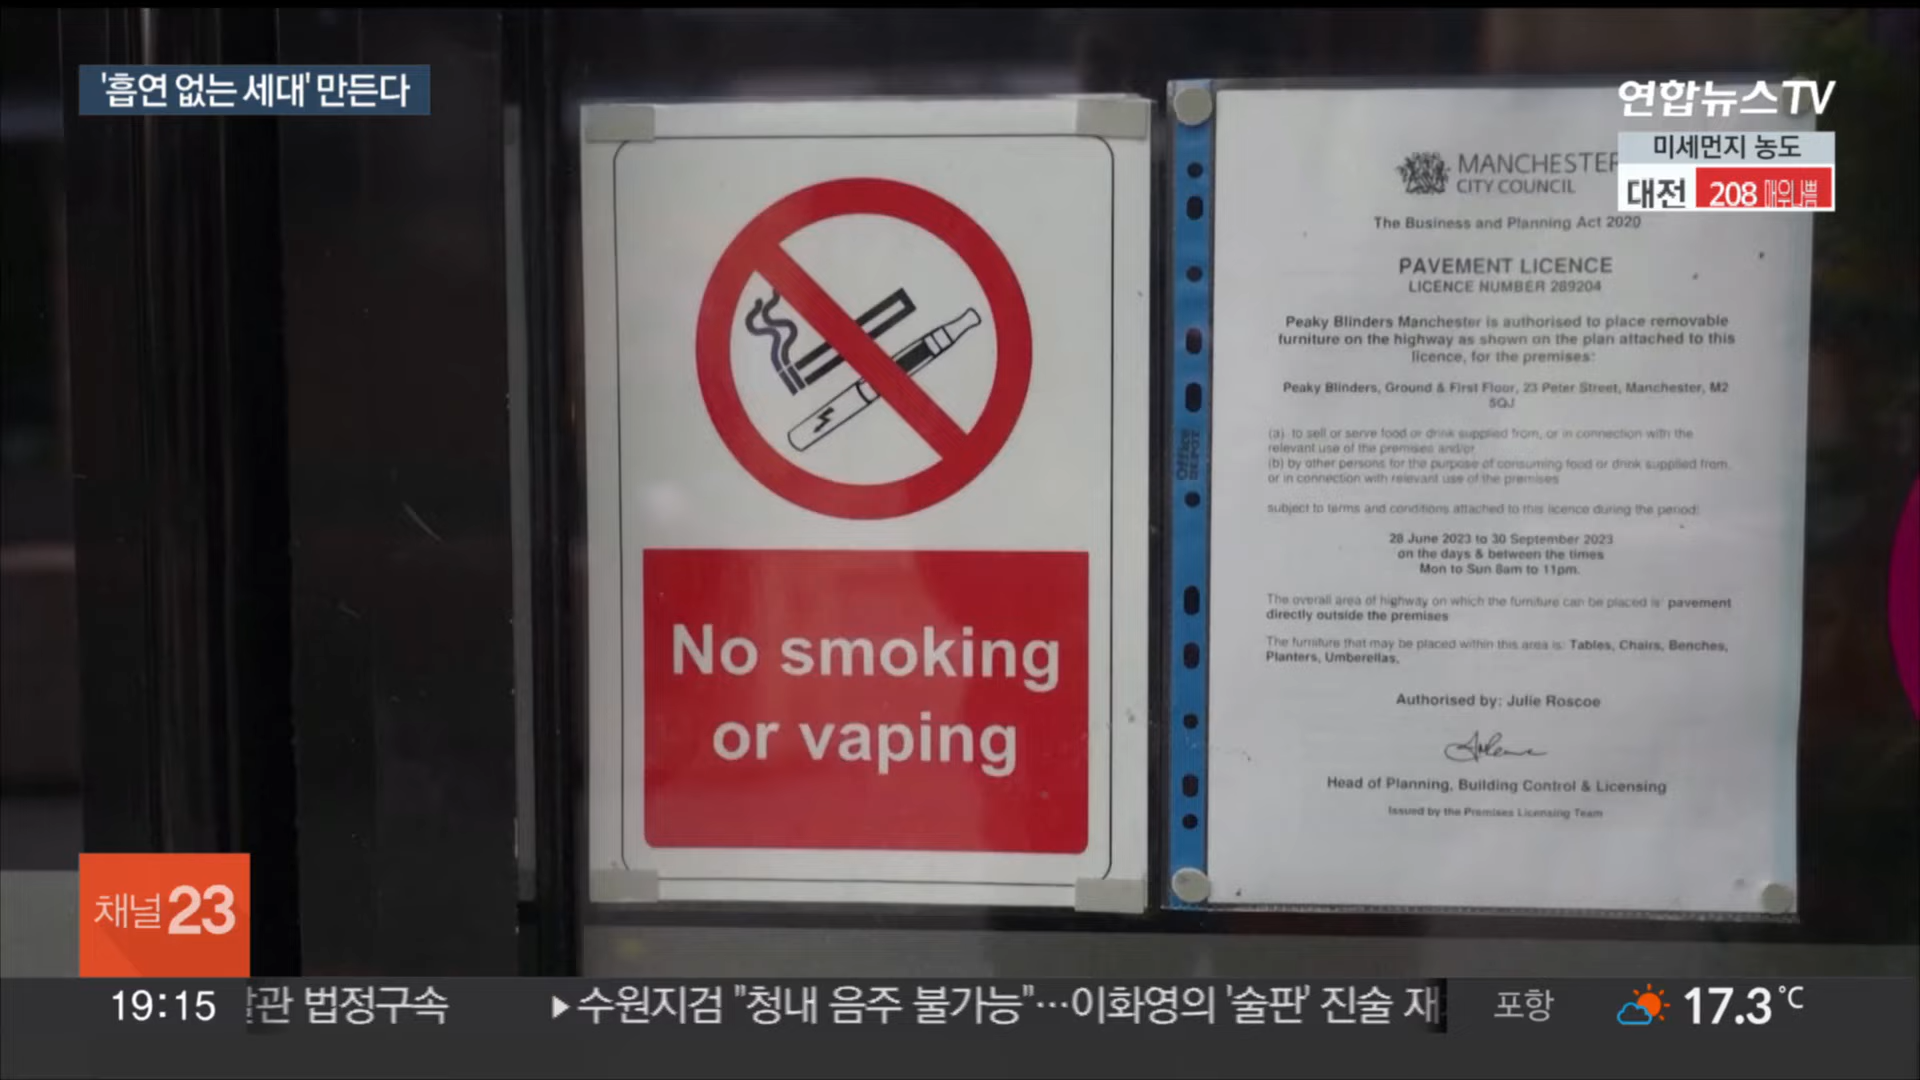 '흡연 없는 세대' 만든다
연합뉴스TV
미세먼지 농도
대전 208 매우나쁨
No smoking
or vaping
MANCHESTER
CITY COUNCIL
The Business and Planning Act 2020
PAVEMENT LICENCE
LICENCE NUMBER 289204
Peaky Blinders Manchester is authorised to place removable
furniture on the highway as shown on the plan attached to this
licence, for the premises:
Peaky Blinders, Ground & First Floor, 23 Peter Street, Manchester, M2
5QJ
(a) to sell or serve food or drink supplied from, or in connection with the
relevant use of the premises and/or
(b) by other persons for the purpose of consuming food or drink supplied from,
or in connection with relevant use of the premises
subject to terms and conditions attached to this licence during the period:
28 June 2023 to 30 September 2023
on the days & between the times
Mon to Sun 8am to 11pm.
The overall area of highway on which the furniture can be placed is: pavement
directly outside the premises
The furniture that may be placed within this area is: Tables, Chairs, Benches,
Planters, Umberellas,
Authorised by: Julie Roscoe
Head of Planning, Building Control & Licensing
Issued by the Premises Licensing Team
Office DEPOT
채널 23
19:15 관 법정구속 ▶수원지검 "청내 음주 불가능"…이화영의 '술판' 진술 재 포항 17.3℃